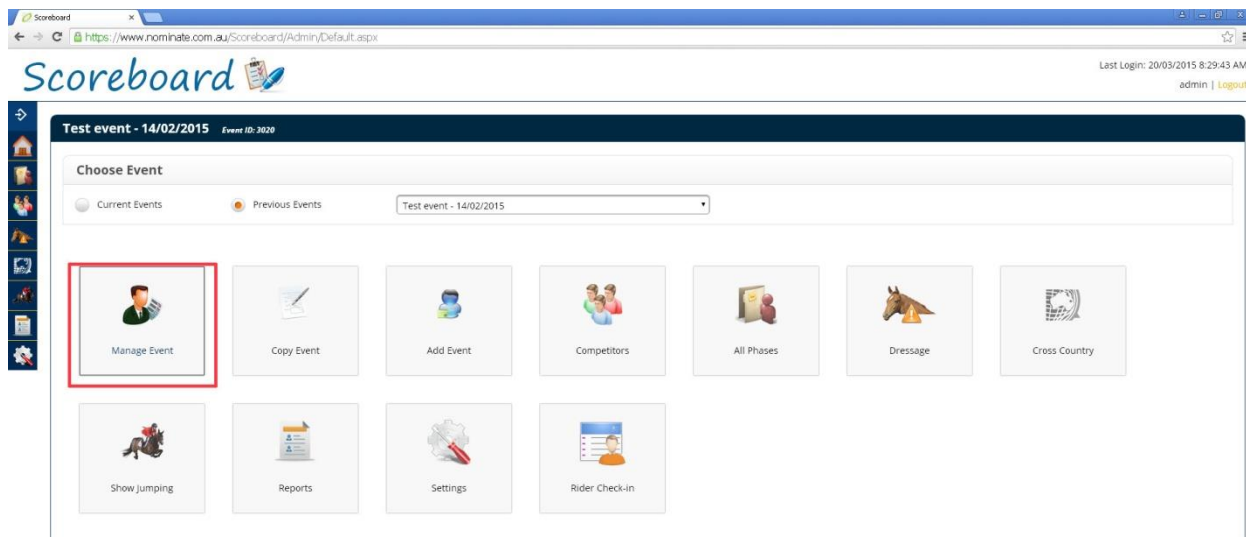 Scoreboard
https://www.nominate.com.au/Scoreboard/Admin/Default.aspx
Scoreboard
Last Login: 20/03/2015 8:29:43 AM
admin | Logout
Test event - 14/02/2015 Event ID: 3020
Choose Event
Current Events Previous Events Test event - 14/02/2015
Manage Event Copy Event Add Event Competitors All Phases Dressage Cross Country
Show Jumping Reports Settings Rider Check-in